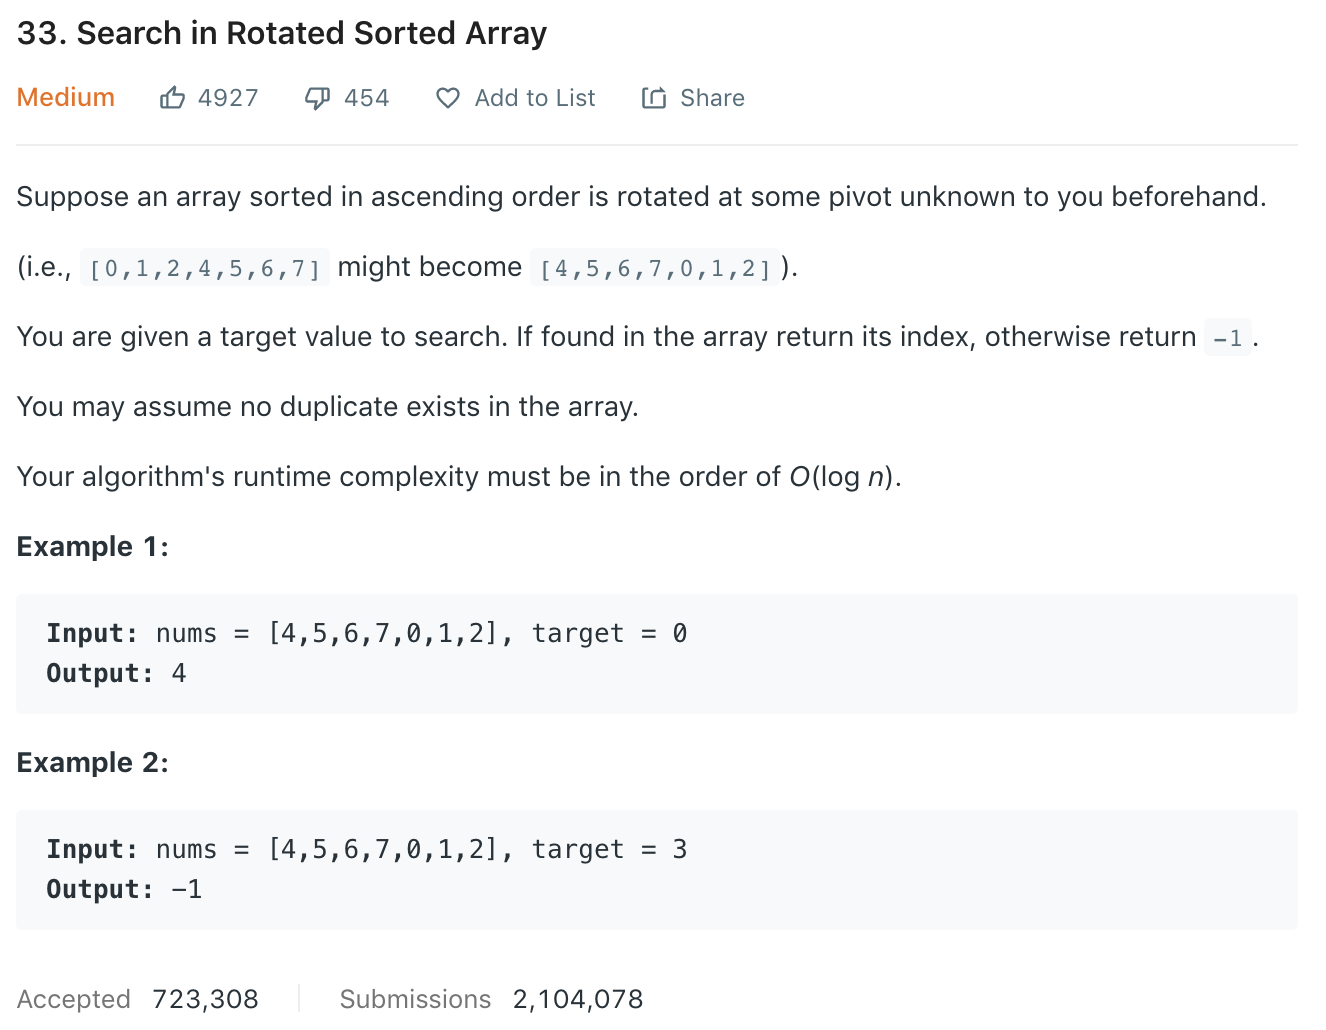 33. Search in Rotated Sorted Array
Medium 4927 454 Add to List Share
Suppose an array sorted in ascending order is rotated at some pivot unknown to you beforehand.
(i.e., [0,1,2,4,5,6,7] might become [4,5,6,7,0,1,2]).
You are given a target value to search. If found in the array return its index, otherwise return -1.
You may assume no duplicate exists in the array.
Your algorithm's runtime complexity must be in the order of O(log n).
Example 1:
Input: nums = [4,5,6,7,0,1,2], target = 0
Output: 4
Example 2:
Input: nums = [4,5,6,7,0,1,2], target = 3
Output: -1
Accepted 723,308 Submissions 2,104,078